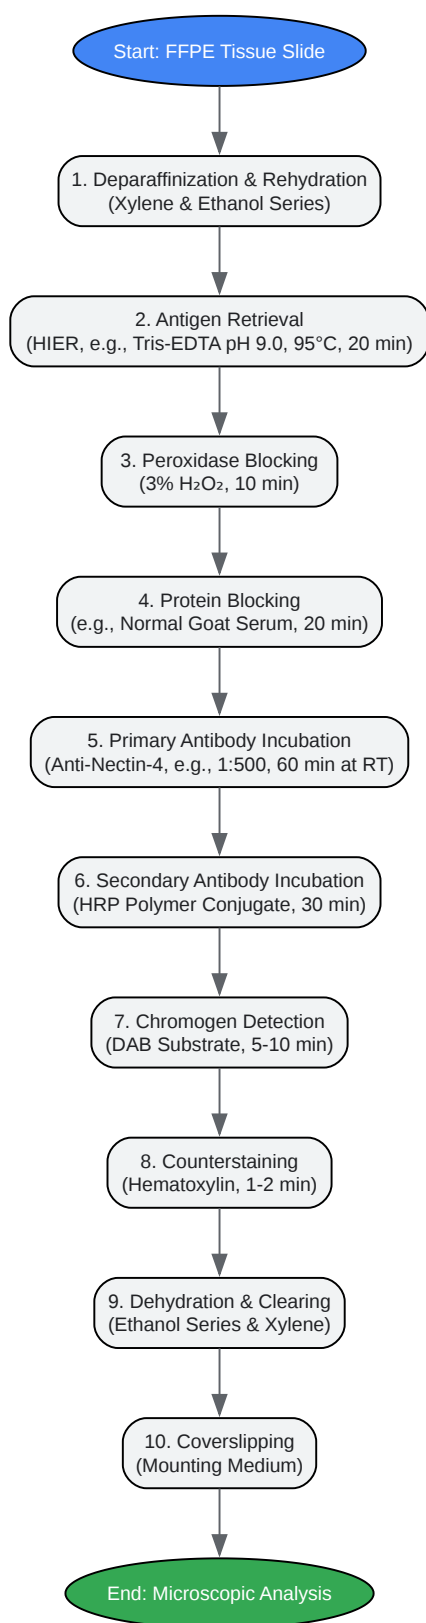 Start: FFPE Tissue Slide
1. Deparaffinization & Rehydration
(Xylene & Ethanol Series)
2. Antigen Retrieval
(HIER, e.g., Tris-EDTA pH 9.0, 95°C, 20 min)
3. Peroxidase Blocking
(3% H₂O₂, 10 min)
4. Protein Blocking
(e.g., Normal Goat Serum, 20 min)
5. Primary Antibody Incubation
(Anti-Nectin-4, e.g., 1:500, 60 min at RT)
6. Secondary Antibody Incubation
(HRP Polymer Conjugate, 30 min)
7. Chromogen Detection
(DAB Substrate, 5-10 min)
8. Counterstaining
(Hematoxylin, 1-2 min)
9. Dehydration & Clearing
(Ethanol Series & Xylene)
10. Coverslipping
(Mounting Medium)
End: Microscopic Analysis